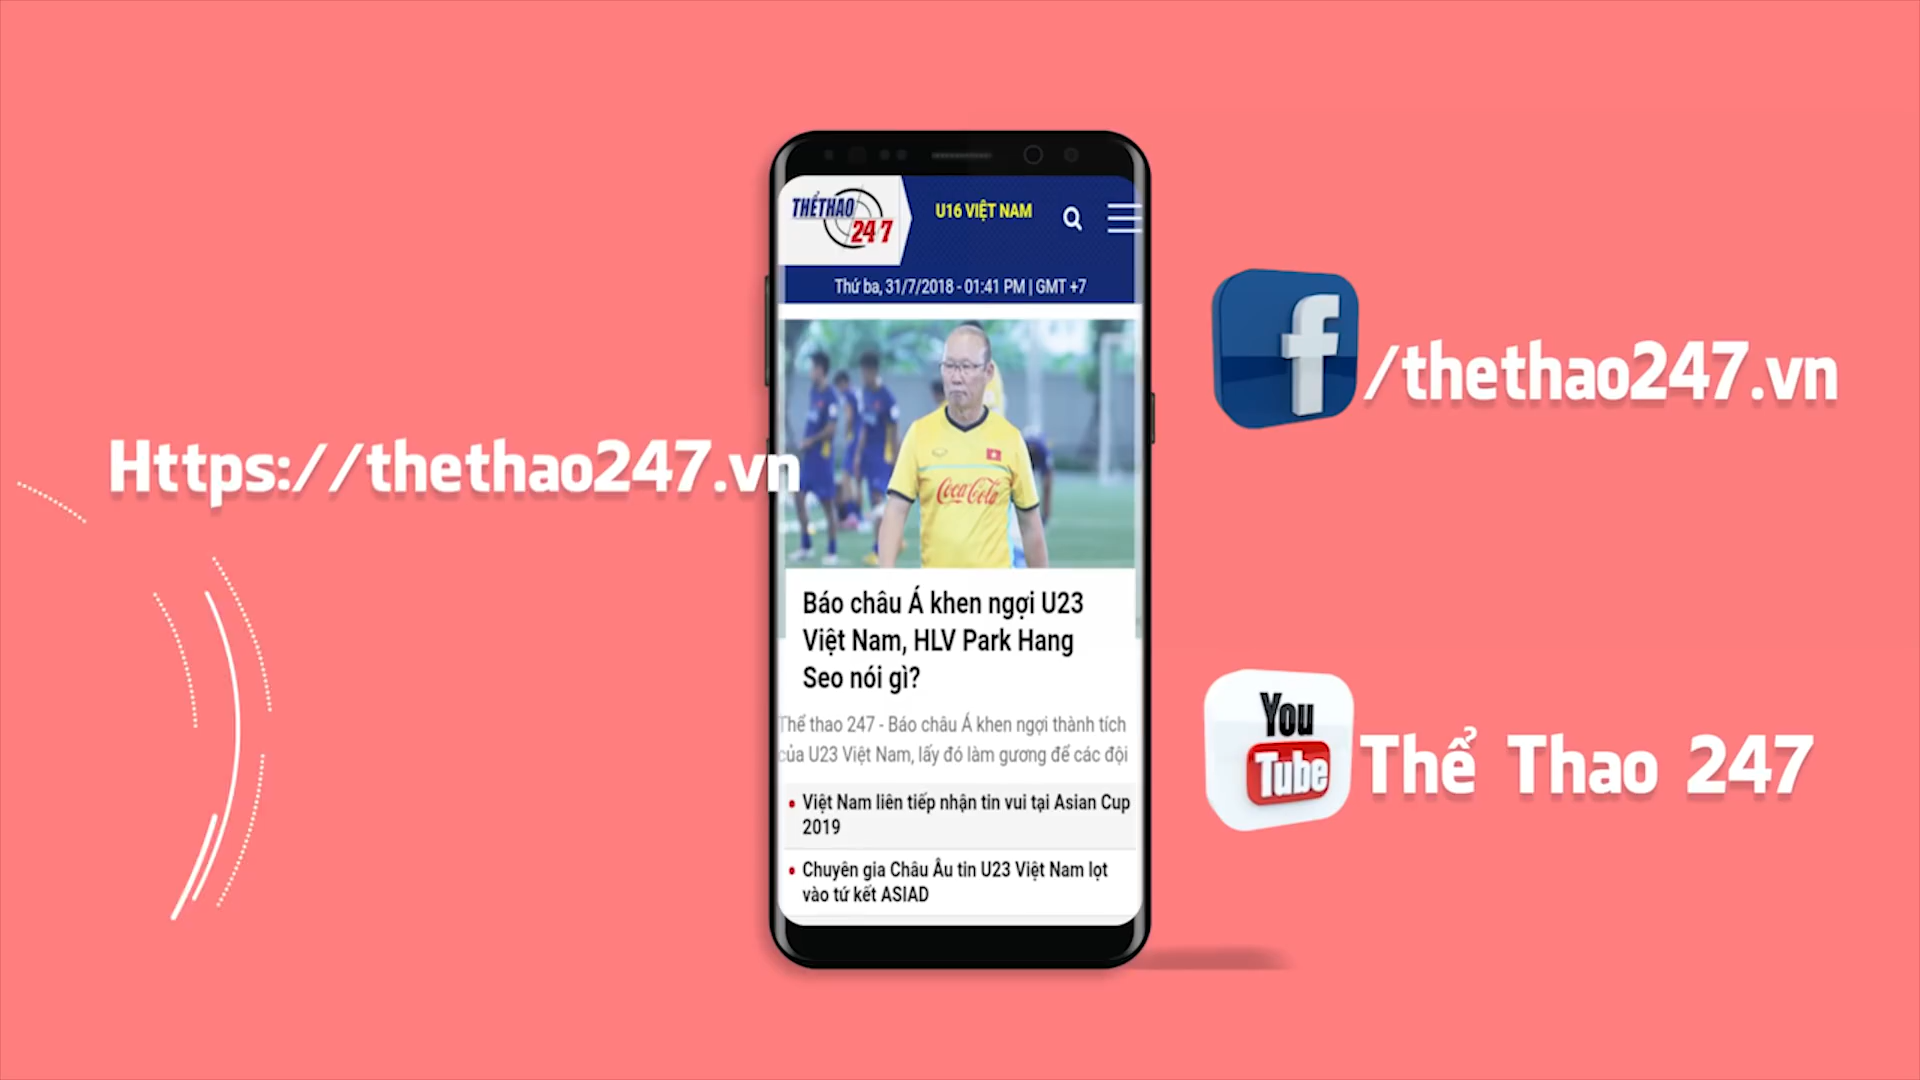 Https://thethao247.vn
THỂTHAO
247
U16 VIỆT NAM
Thứ ba, 31/7/2018 - 01:41 PM | GMT +7
Coca-Cola
Báo châu Á khen ngợi U23
Việt Nam, HLV Park Hang
Seo nói gì?
Thể thao 247 - Báo châu Á khen ngợi thành tích
của U23 Việt Nam, lấy đó làm gương để các đội
Việt Nam liên tiếp nhận tin vui tại Asian Cup
2019
Chuyên gia Châu Âu tin U23 Việt Nam lọt
vào tứ kết ASIAD
f/thethao247.vn
You
Tube
Thể Thao 247